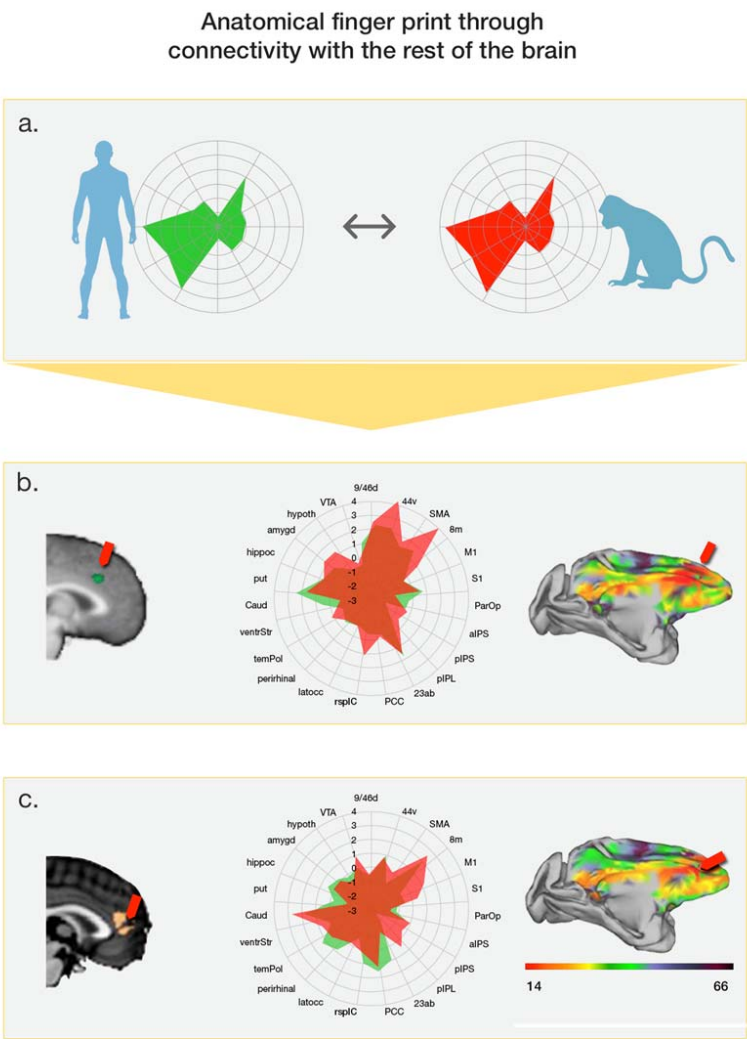 Anatomical finger print through
connectivity with the rest of the brain
a.
b.
9/46d
44v
SMA
8m
M1
S1
ParOp
aIPS
pIPS
pIPL
23ab
PCC
rsplC
latocc
perirhinal
temPol
ventrStr
Caud
put
hippoc
amygd
hypoth
VTA
4
3
2
1
0
-1
-2
-3
c.
9/46d
44v
SMA
8m
M1
S1
ParOp
aIPS
pIPS
pIPL
23ab
PCC
rsplC
latocc
perirhinal
temPol
ventrStr
Caud
put
hippoc
amygd
hypoth
VTA
4
3
2
1
0
-1
-2
-3
14 66